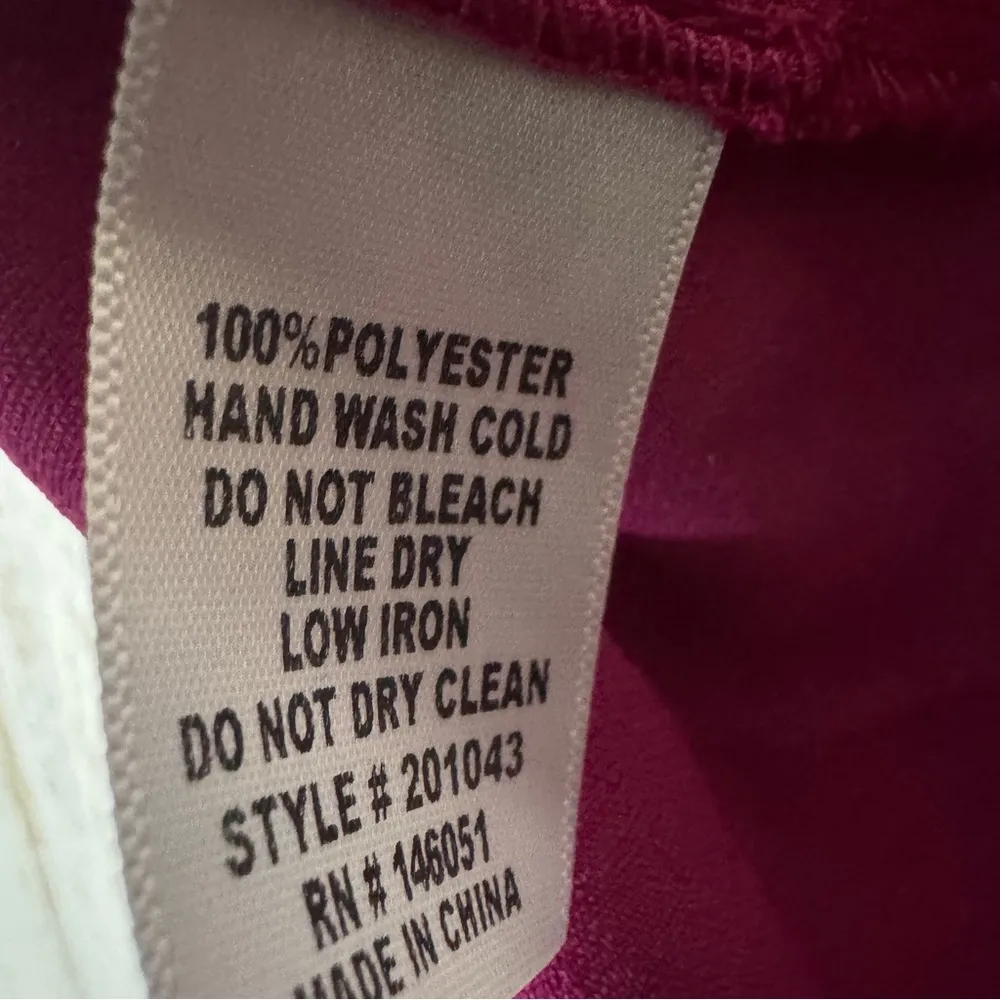 100%POLYESTER
HAND WASH COLD
DO NOT BLEACH
LINE DRY
LOW IRON
DO NOT DRY CLEAN
STYLE # 201043
RN # 146051
MADE IN CHINA